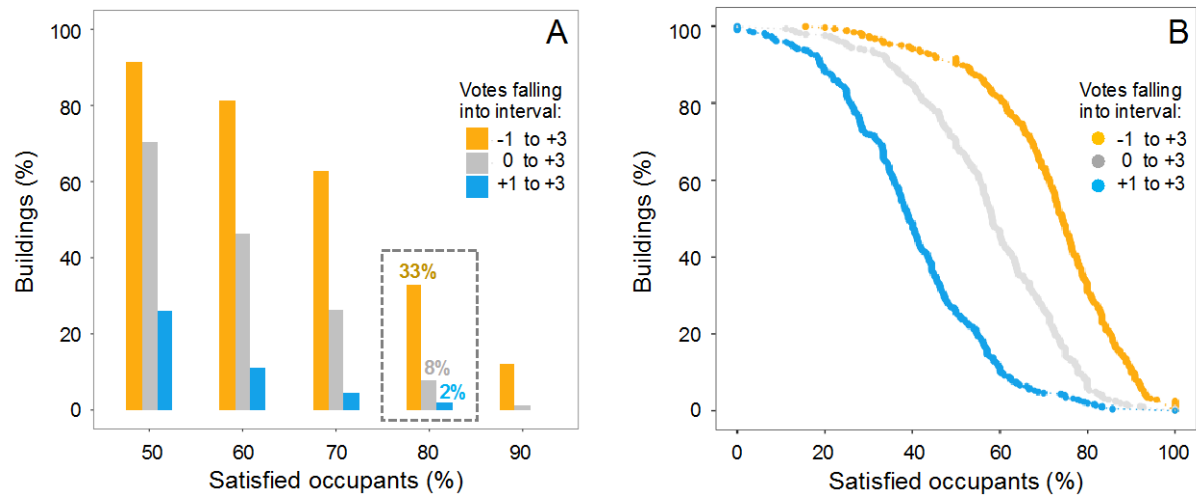 A
Buildings (%)
100
80
60
40
20
0
Votes falling
into interval:
-1 to +3
0 to +3
+1 to +3
33%
8%
2%
50 60 70 80 90
Satisfied occupants (%)
B
Buildings (%)
100
80
60
40
20
0
Votes falling
into interval:
-1 to +3
0 to +3
+1 to +3
0 20 40 60 80 100
Satisfied occupants (%)